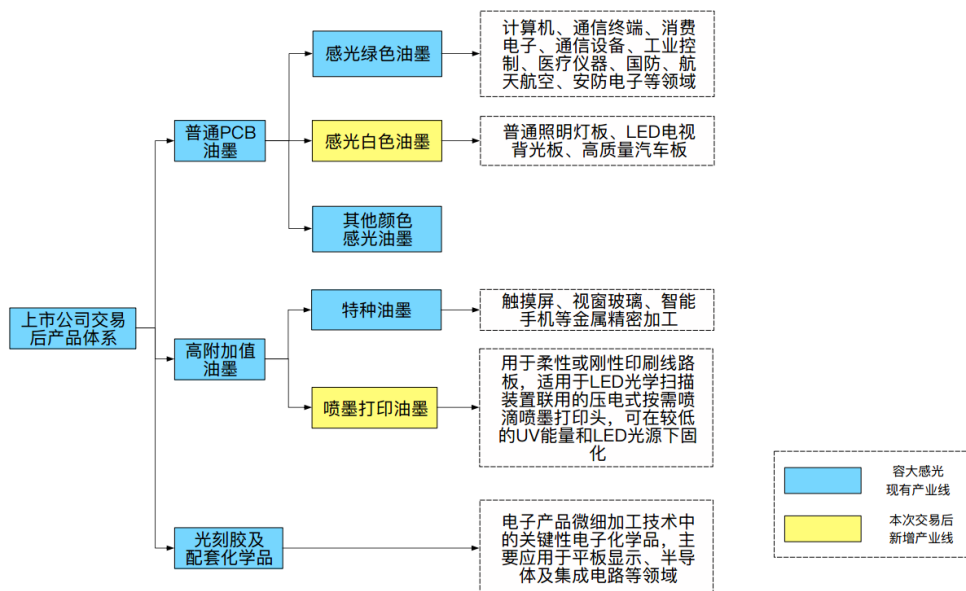 上市公司交易
后产品体系
普通PCB
油墨
感光绿色油墨
计算机、通信终端、消费
电子、通信设备、工业控
制、医疗仪器、国防、航
天航空、安防电子等领域
感光白色油墨
普通照明灯板、LED电视
背光板、高质量汽车板
其他颜色
感光油墨
高附加值
油墨
特种油墨
触摸屏、视窗玻璃、智能
手机等金属精密加工
喷墨打印油墨
用于柔性或刚性印刷线路
板，适用于LED光学扫描
装置联用的压电式按需喷
滴喷墨打印头，可在较低
的UV能量和LED光源下固
化
光刻胶及
配套化学品
电子产品微细加工技术中
的关键性电子化学品，主
要应用于平板显示、半导
体及集成电路等领域
容大感光
现有产业线
本次交易后
新增产业线